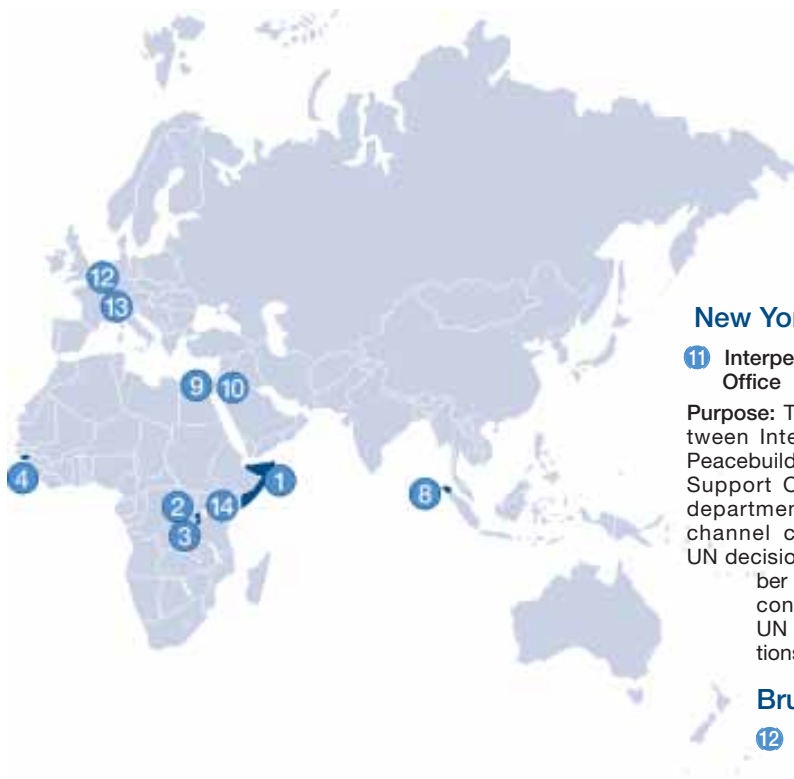 12
13
9 10
4
1
2 14
3
8
New Yor
11 Interpe
Office
Purpose: T
tween Inte
Peacebuild
Support C
departmen
channel c
UN decisio
ber
con
UN
tions
Bru
12